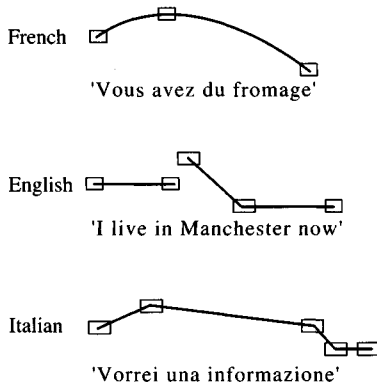 French
'Vous avez du fromage'
English
'I live in Manchester now'
Italian
'Vorrei una informazione'